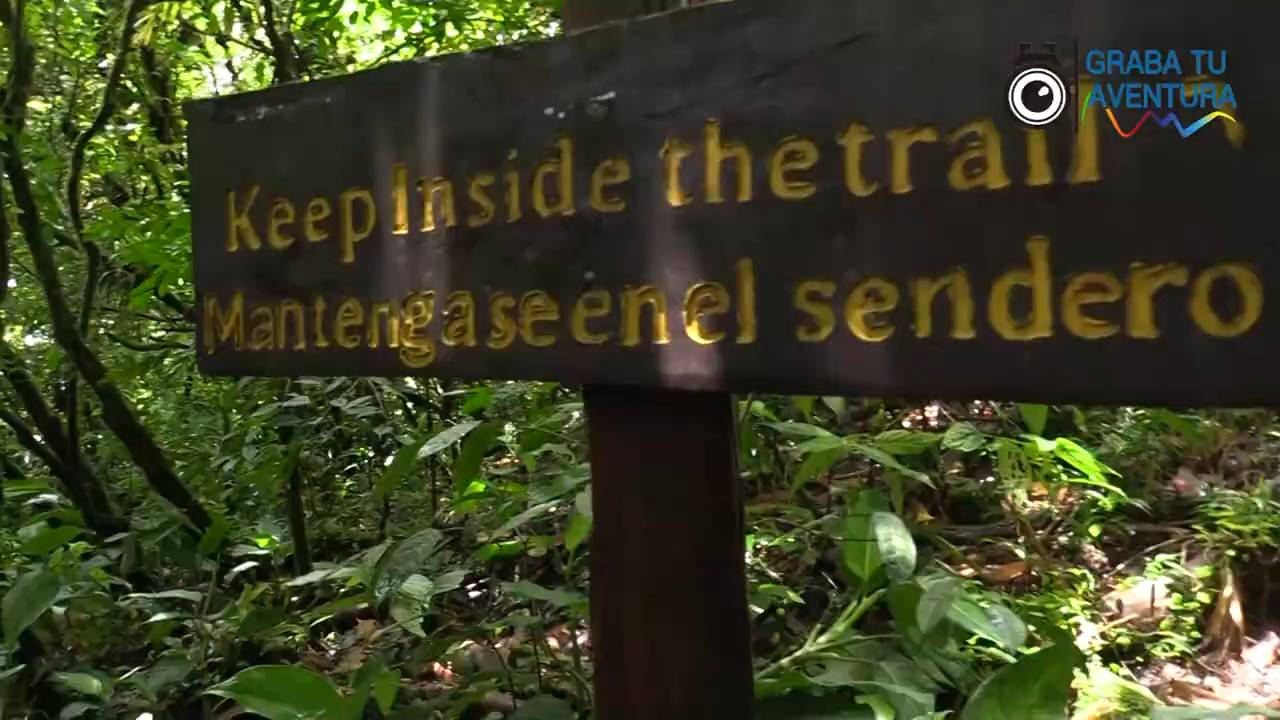 GRABA TU
AVENTURA
Keep Inside the trail
Mantengase en el sendero